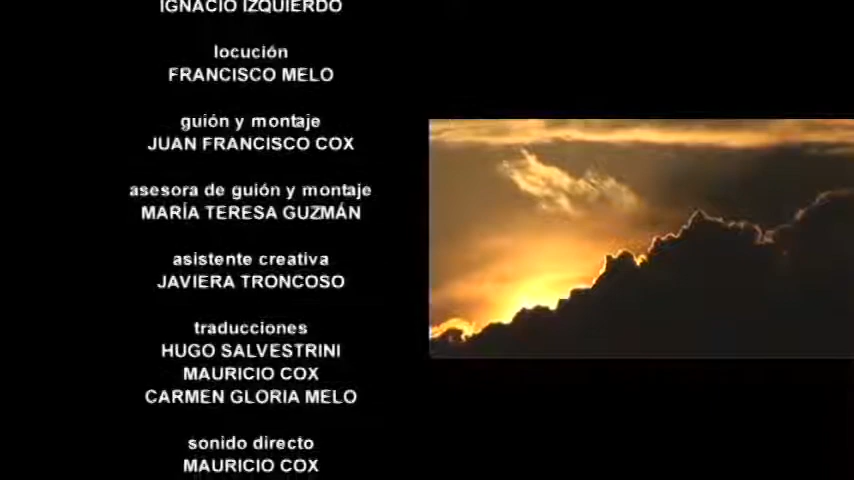 IGNACIO IZQUIERDO
locución
FRANCISCO MELO
guión y montaje
JUAN FRANCISCO COX
asesora de guión y montaje
MARÍA TERESA GUZMÁN
asistente creativa
JAVIERA TRONCOSO
traducciones
HUGO SALVESTRINI
MAURICIO COX
CARMEN GLORIA MELO
sonido directo
MAURICIO COX